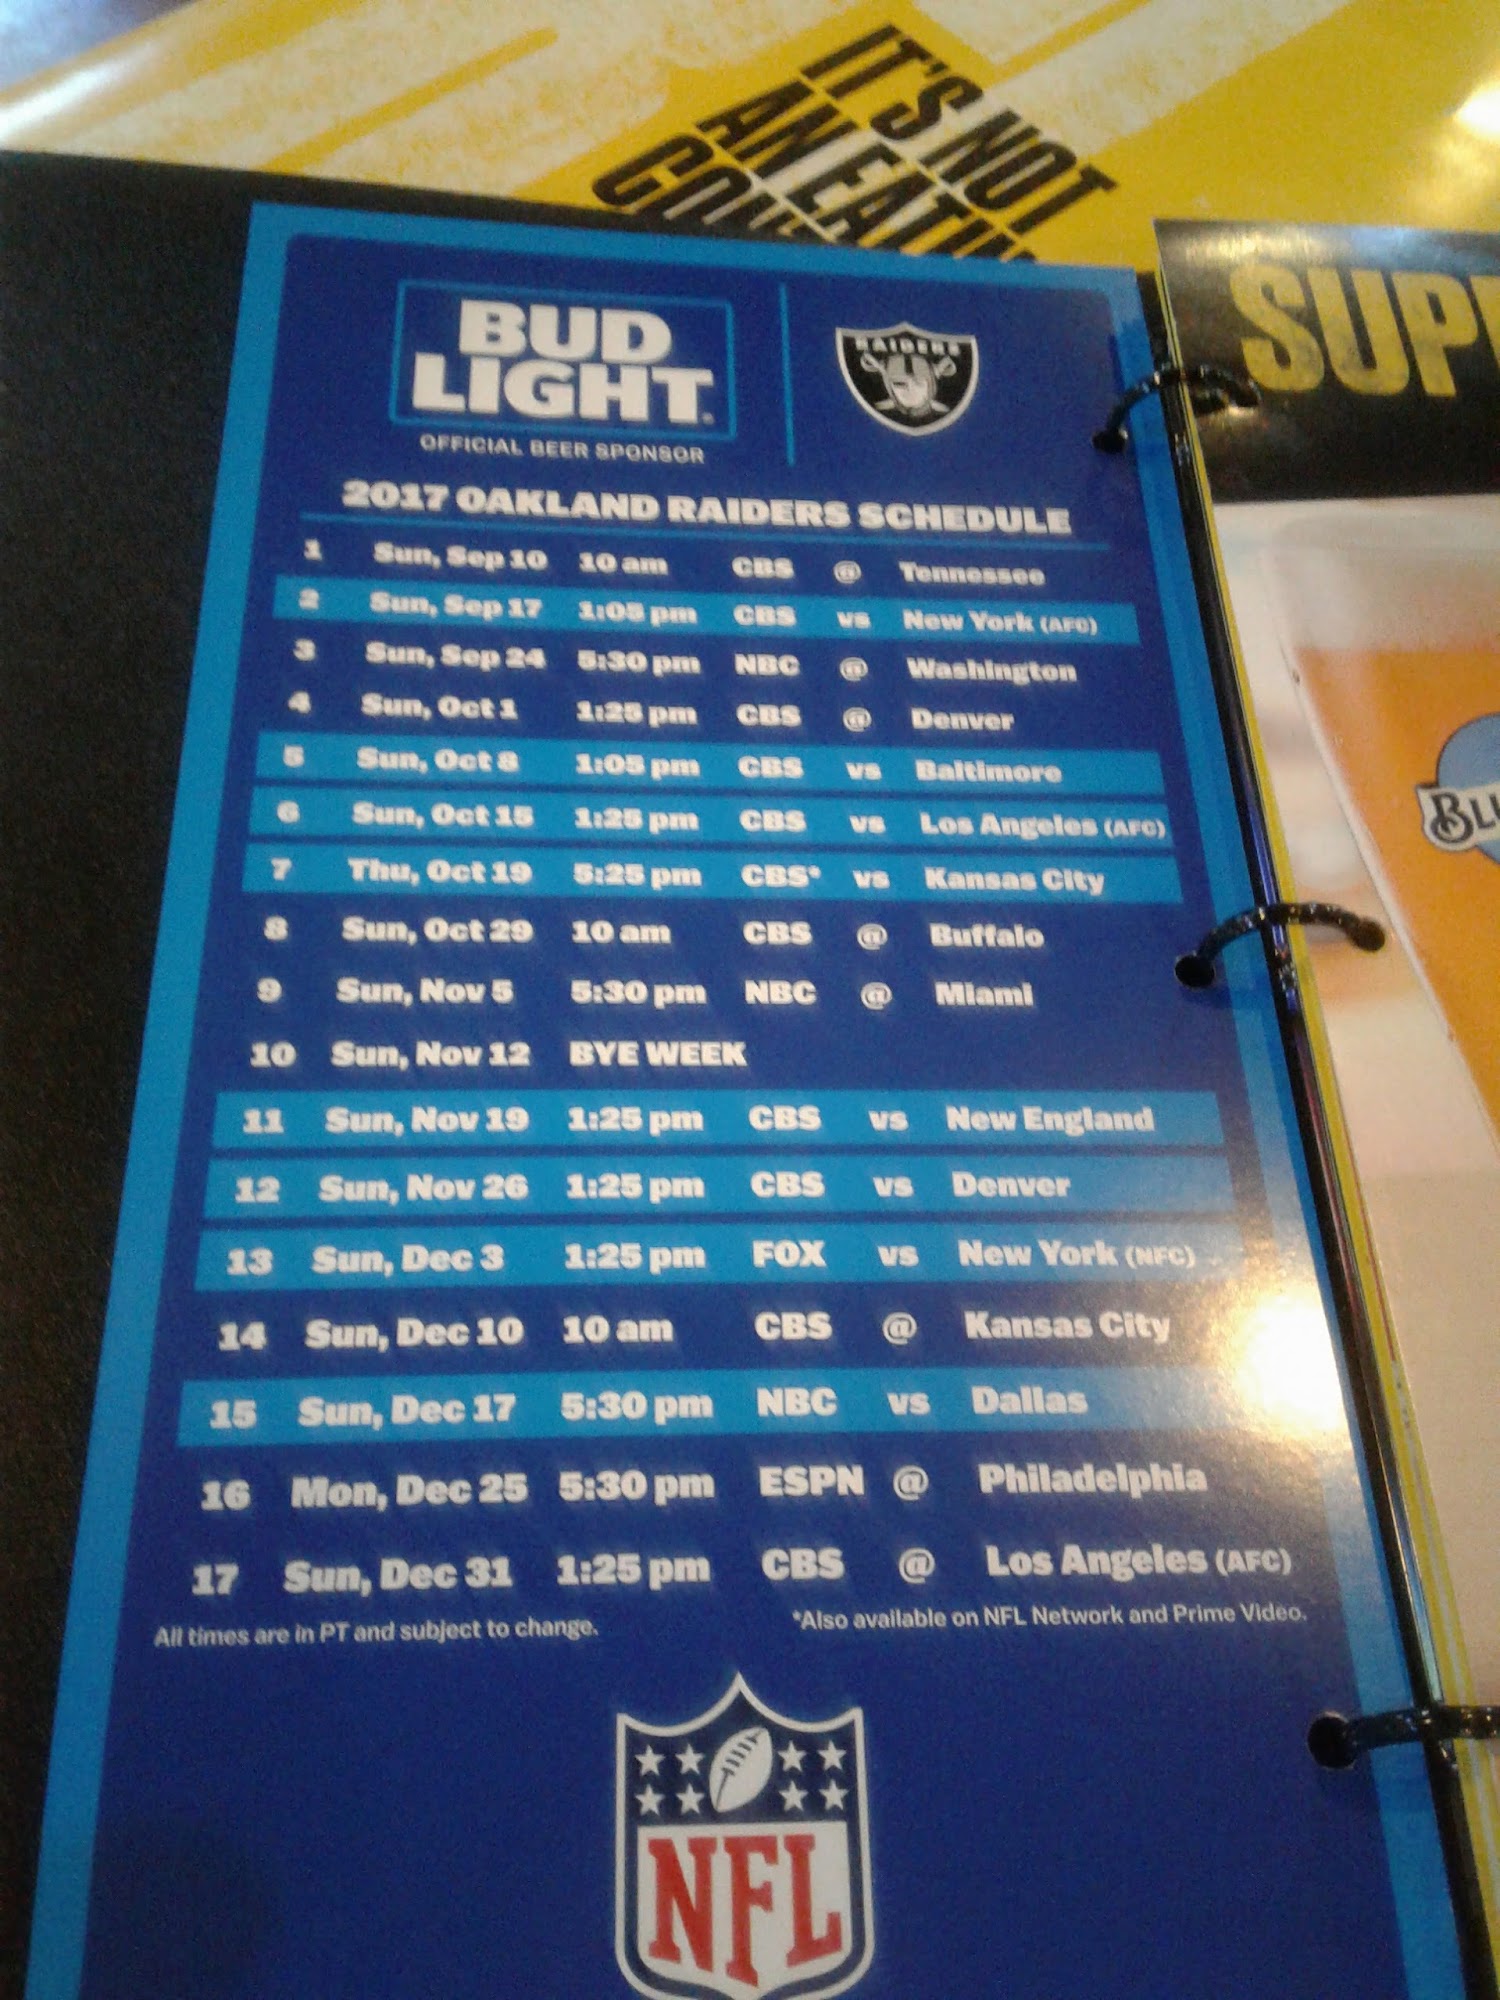 IT'S NOT
AN EATIN
SUP
BUD
LIGHT.
OFFICIAL BEER SPONSOR
RAIDERS
2017 OAKLAND RAIDERS SCHEDULE
1 Sun, Sep 10 10 am CBS @ Tennessee
2 Sun, Sep 17 1:05 pm CBS vs New York (AFC)
3 Sun, Sep 24 5:30 pm NBC @ Washington
4 Sun, Oct 1 1:25 pm CBS @ Denver
5 Sun, Oct 8 1:05 pm CBS vs Baltimore
6 Sun, Oct 15 1:25 pm CBS vs Los Angeles (AFC)
7 Thu, Oct 19 5:25 pm CBS* vs Kansas City
8 Sun, Oct 29 10 am CBS @ Buffalo
9 Sun, Nov 5 5:30 pm NBC @ Miami
10 Sun, Nov 12 BYE WEEK
11 Sun, Nov 19 1:25 pm CBS vs New England
12 Sun, Nov 26 1:25 pm CBS vs Denver
13 Sun, Dec 3 1:25 pm FOX vs New York (NFC)
14 Sun, Dec 10 10 am CBS @ Kansas City
15 Sun, Dec 17 5:30 pm NBC vs Dallas
16 Mon, Dec 25 5:30 pm ESPN @ Philadelphia
17 Sun, Dec 31 1:25 pm CBS @ Los Angeles (AFC)
All times are in PT and subject to change. *Also available on NFL Network and Prime Video.
NFL
BLU